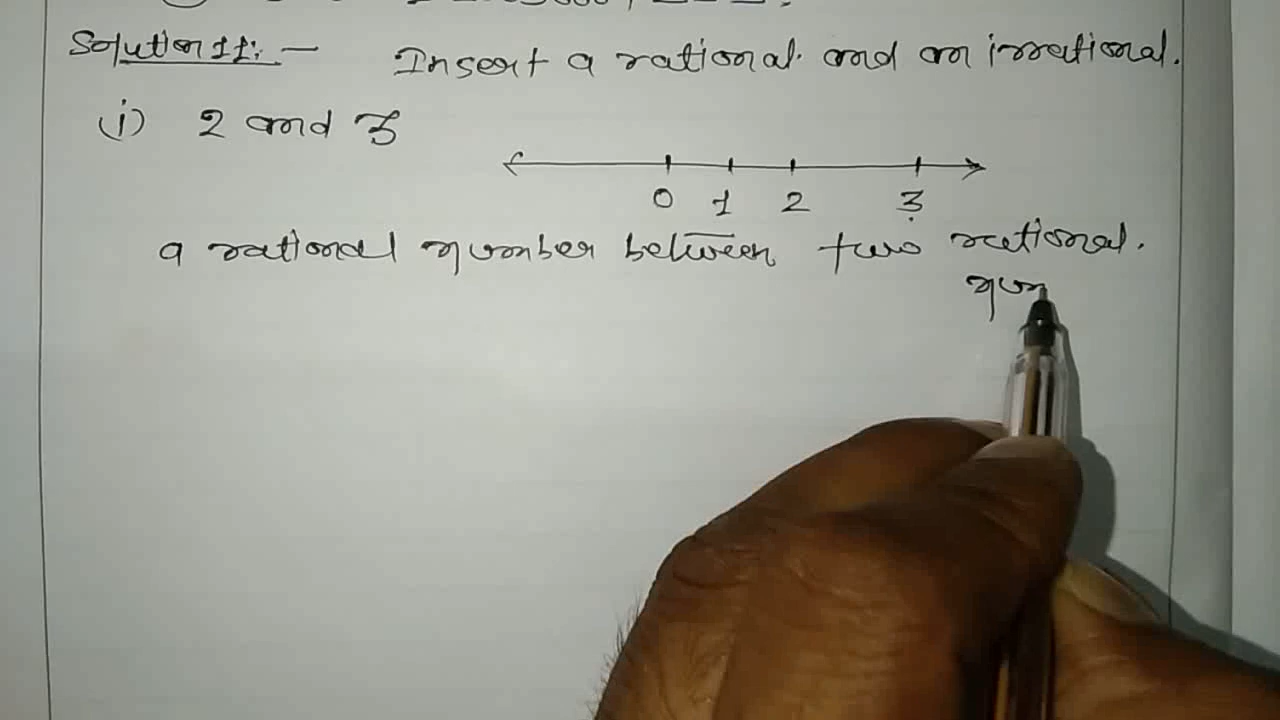 Solution 11: — Insert a rational and an irrational.
(i) 2 and 3
0 1 2 3
a rational number between two rational.